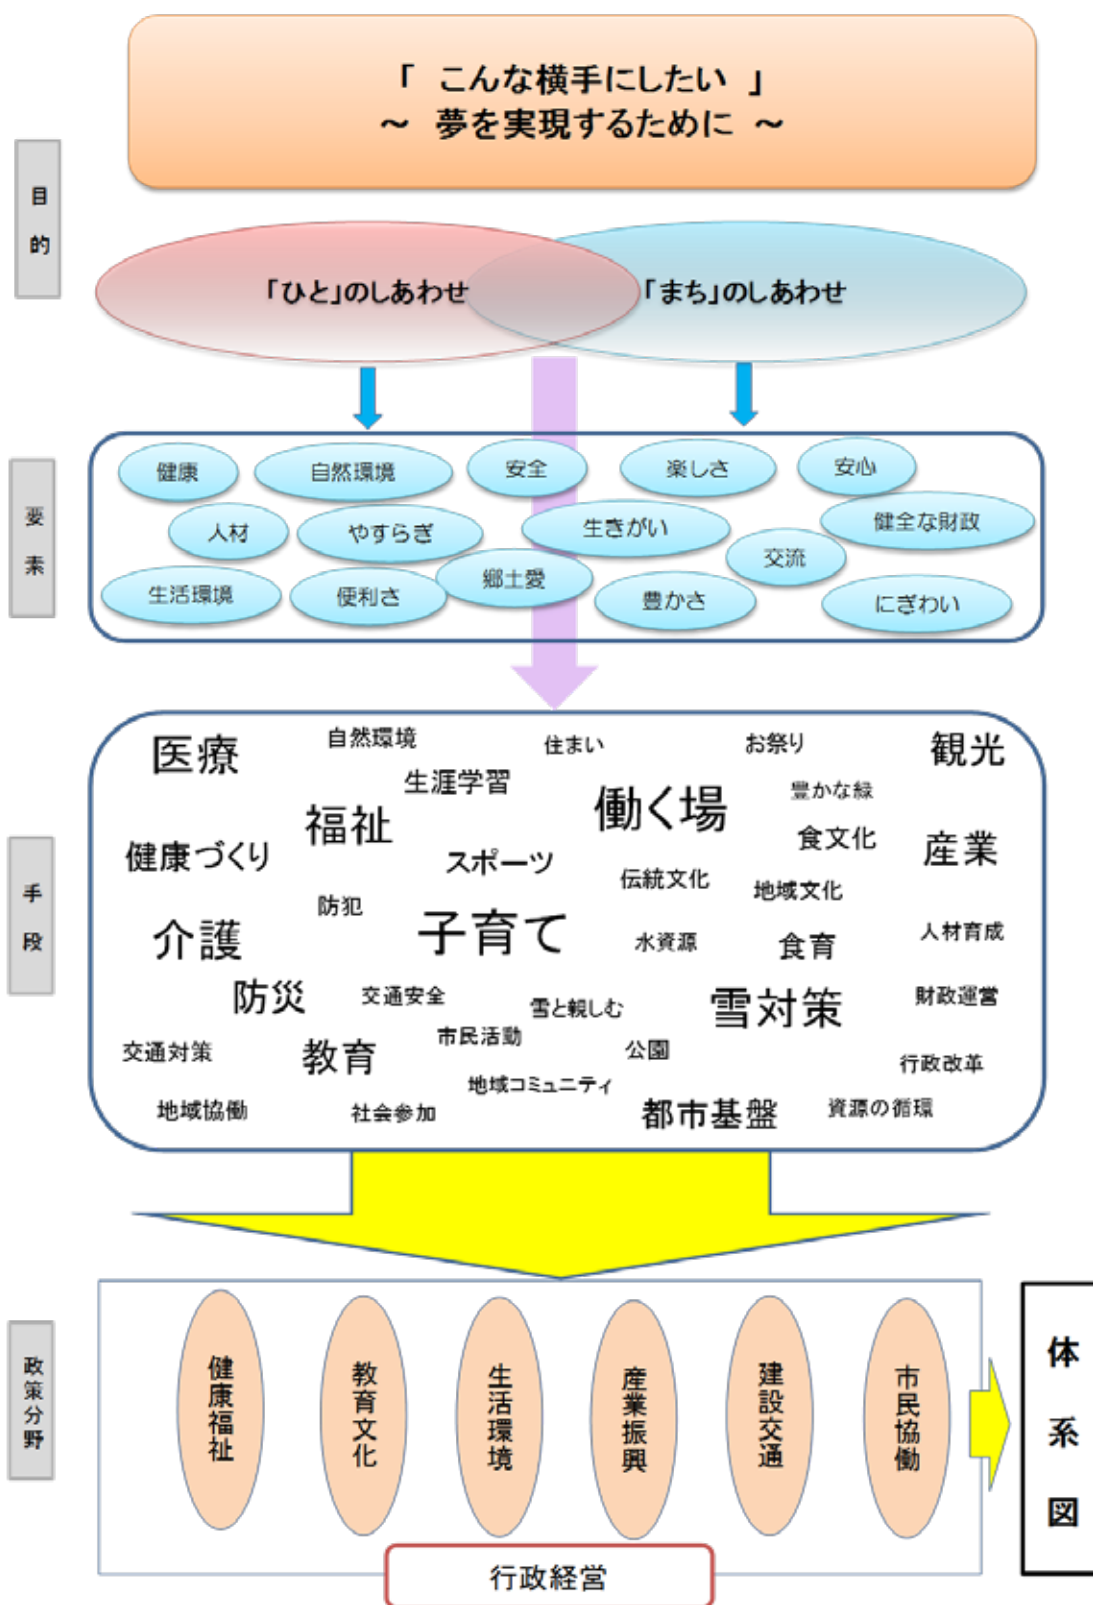 「 こんな横手にしたい 」
～ 夢を実現するために ～
目的
「ひと」のしあわせ
「まち」のしあわせ
要素
健康
自然環境
安全
楽しさ
安心
人材
やすらぎ
生きがい
健全な財政
交流
生活環境
便利さ
郷土愛
豊かさ
にぎわい
手段
医療
自然環境
住まい
お祭り
観光
生涯学習
働く場
豊かな緑
福祉
食文化
産業
健康づくり
スポーツ
伝統文化
地域文化
防犯
介護
子育て
水資源
食育
人材育成
防災
交通安全
雪と親しむ
雪対策
財政運営
市民活動
交通対策
教育
公園
行政改革
地域コミュニティ
地域協働
社会参加
都市基盤
資源の循環
政策分野
健康福祉
教育文化
生活環境
産業振興
建設交通
市民協働
体系図
行政経営